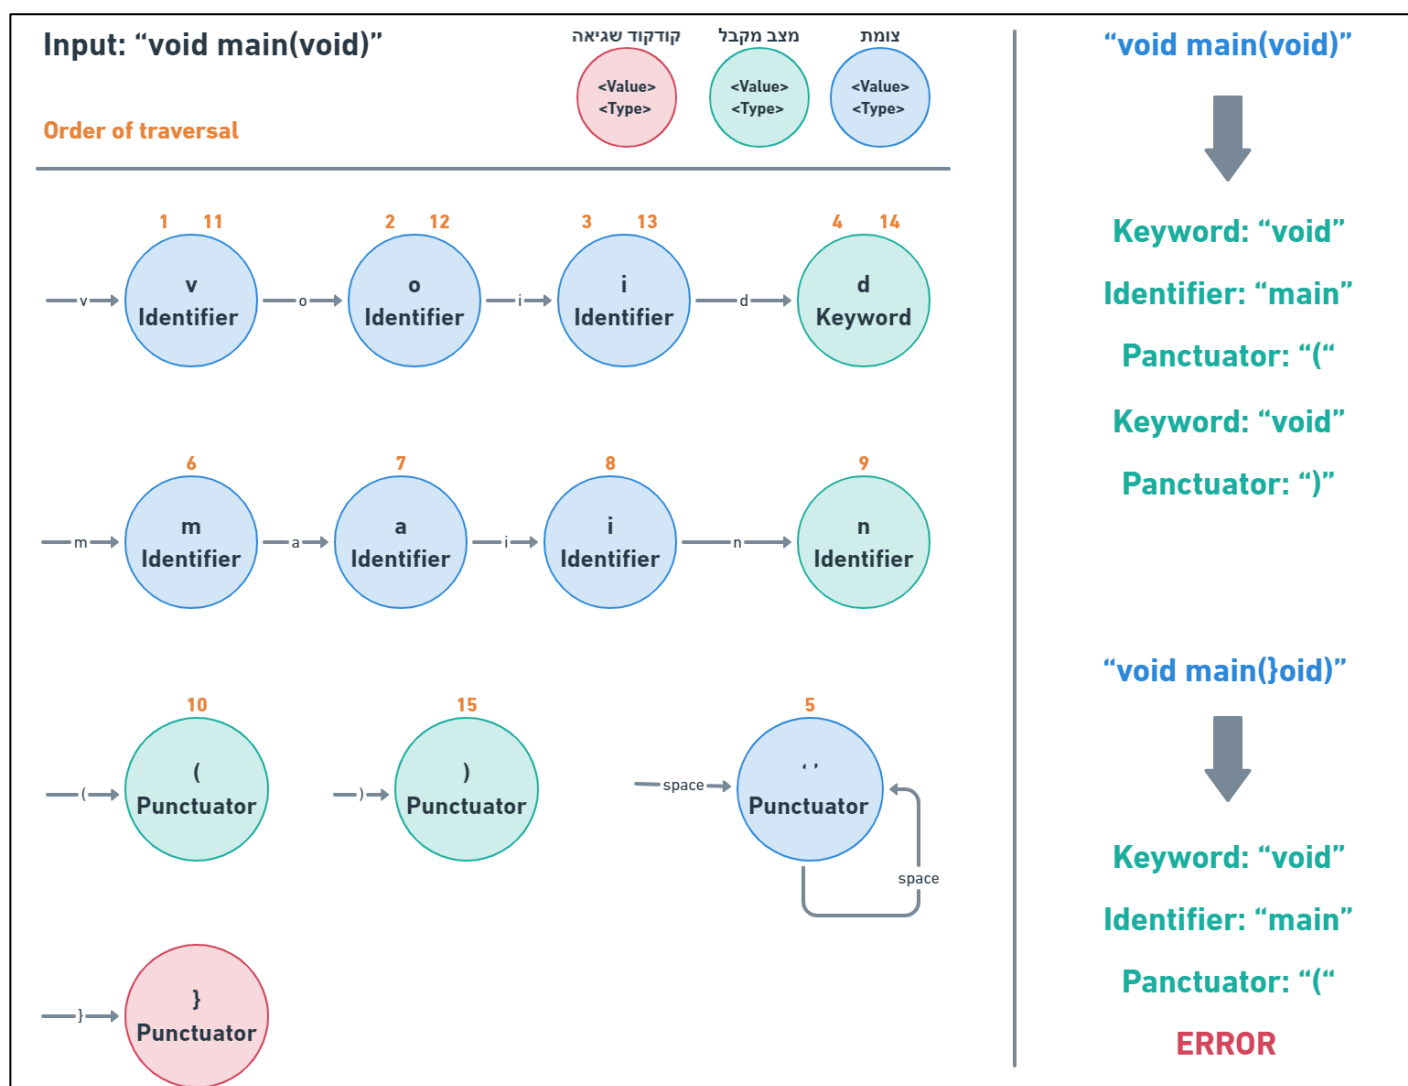 Input: “void main(void)”
קודקוד שגיאה
מצב מקבל
צומת
<Value>
<Type>
<Value>
<Type>
<Value>
<Type>
Order of traversal
1 11
2 12
3 13
4 14
v
v
Identifier
o
o
Identifier
i
i
Identifier
d
d
Keyword
6
7
8
9
m
m
Identifier
a
a
Identifier
i
i
Identifier
n
n
Identifier
10
15
5
(
(
Punctuator
)
)
Punctuator
space
‘ ’
Punctuator
space
}
}
Punctuator
“void main(void)”
Keyword: “void”
Identifier: “main”
Panctuator: “(“
Keyword: “void”
Panctuator: “)”
“void main(}oid)”
Keyword: “void”
Identifier: “main”
Panctuator: “(“
ERROR